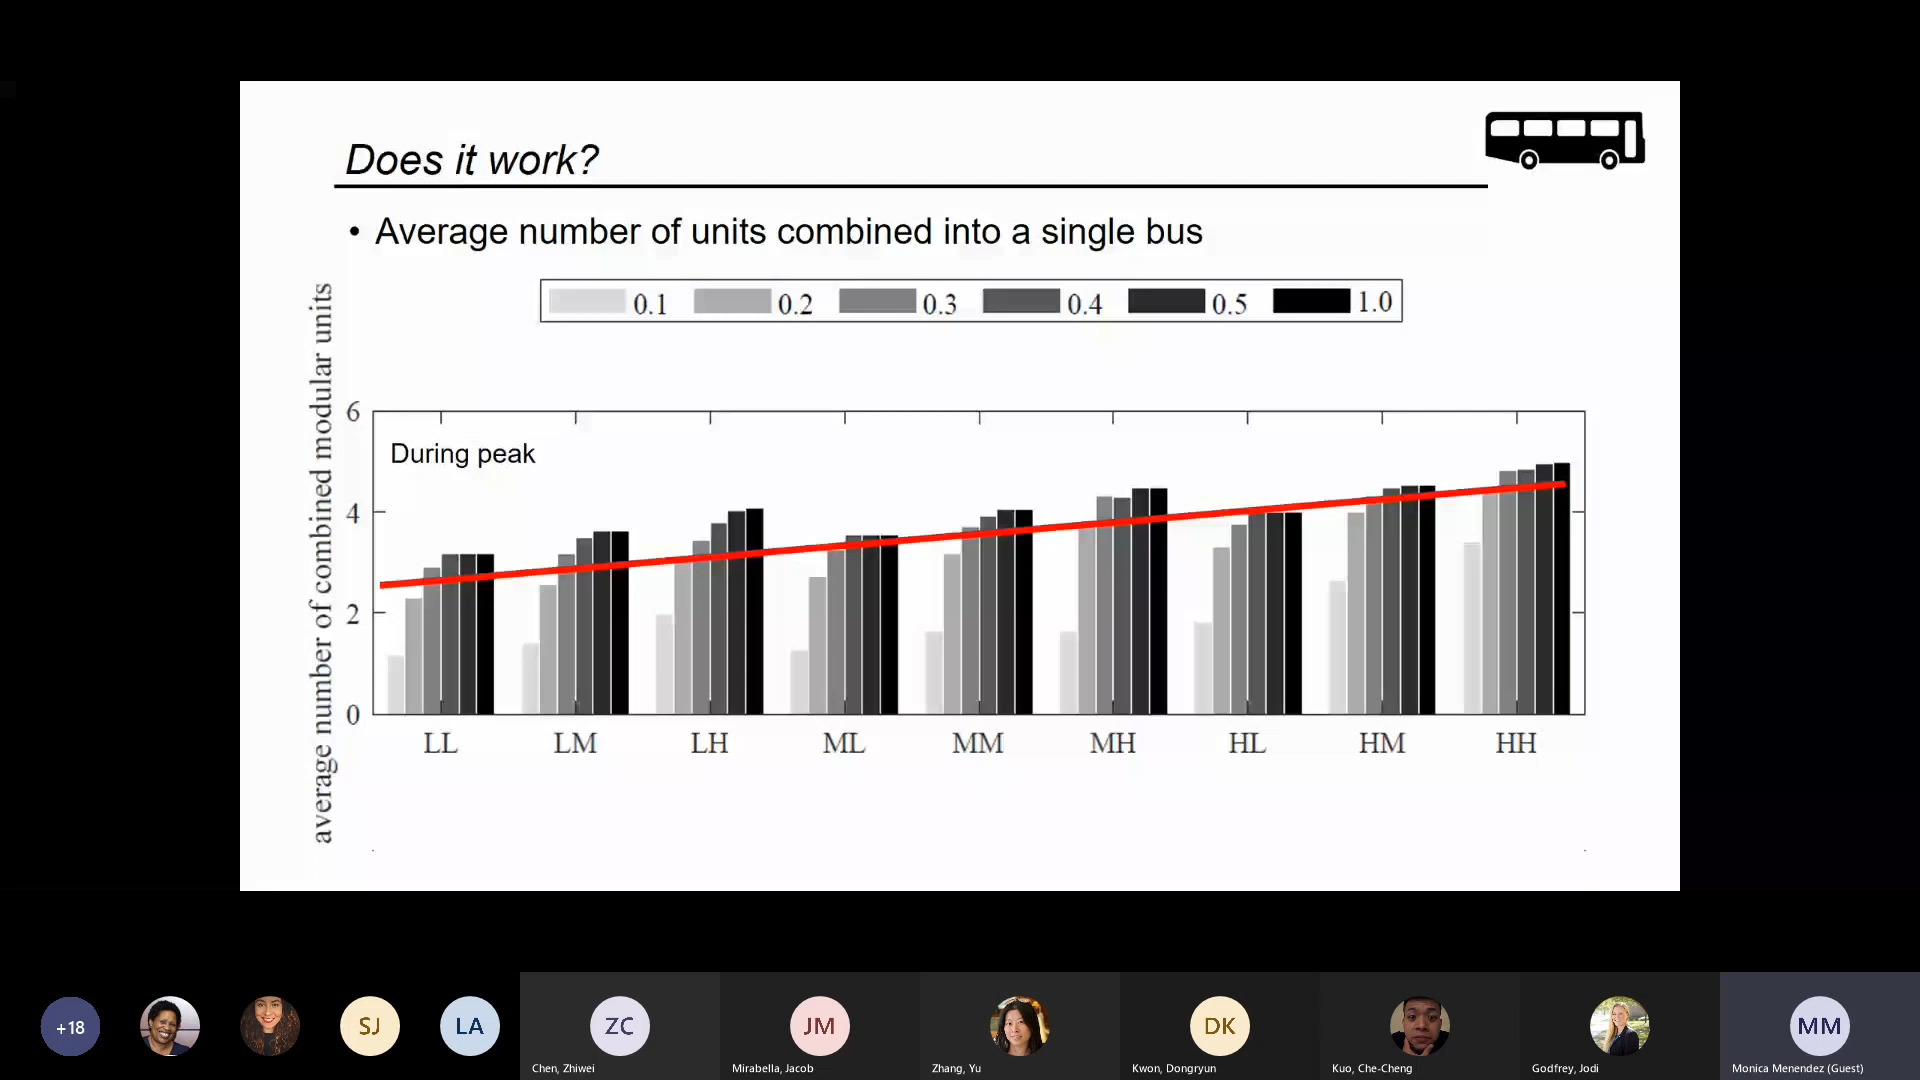 Does it work?
• Average number of units combined into a single bus
0.1 0.2 0.3 0.4 0.5 1.0
average number of combined modular units
6
During peak
4
2
0
LL LM LH ML MM MH HL HM HH
+18 SJ LA ZC JM DK MM
Chen, Zhiwei Mirabella, Jacob Zhang, Yu Kwon, Dongryun Kuo, Che-Cheng Godfrey, Jodi Monica Menendez (Guest)